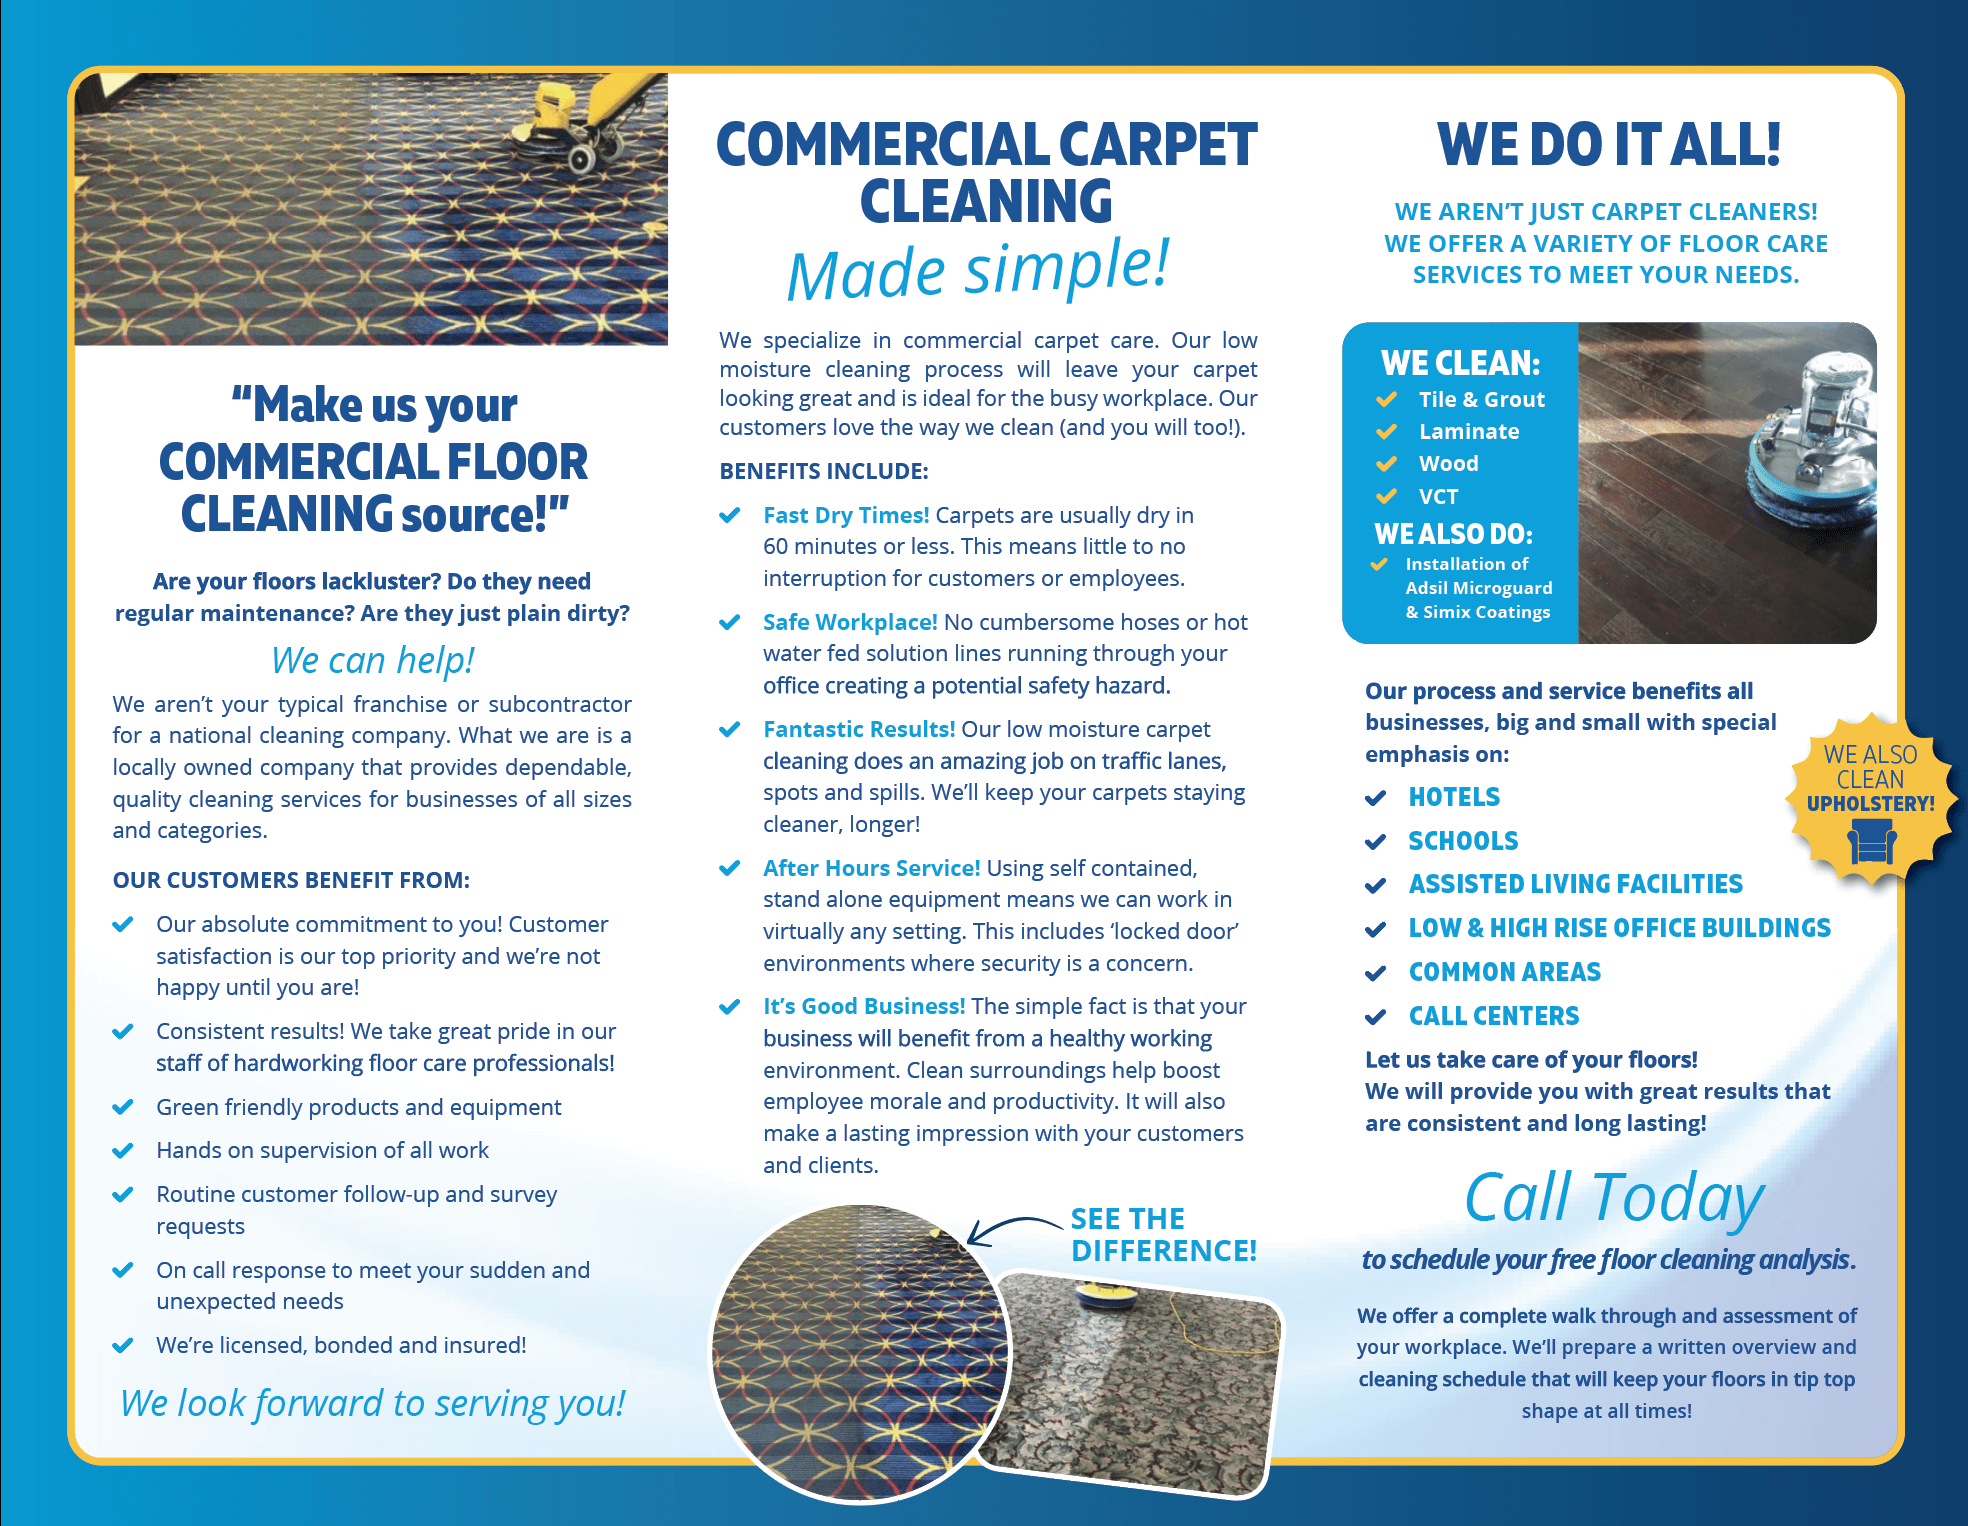 “Make us your
COMMERCIAL FLOOR
CLEANING source!”
Are your floors lackluster? Do they need
regular maintenance? Are they just plain dirty?
We can help!
We aren’t your typical franchise or subcontractor
for a national cleaning company. What we are is a
locally owned company that provides dependable,
quality cleaning services for businesses of all sizes
and categories.
OUR CUSTOMERS BENEFIT FROM:
Our absolute commitment to you! Customer
satisfaction is our top priority and we’re not
happy until you are!
Consistent results! We take great pride in our
staff of hardworking floor care professionals!
Green friendly products and equipment
Hands on supervision of all work
Routine customer follow-up and survey
requests
On call response to meet your sudden and
unexpected needs
We’re licensed, bonded and insured!
We look forward to serving you!
COMMERCIAL CARPET
CLEANING
Made simple!
We specialize in commercial carpet care. Our low
moisture cleaning process will leave your carpet
looking great and is ideal for the busy workplace. Our
customers love the way we clean (and you will too!).
BENEFITS INCLUDE:
Fast Dry Times! Carpets are usually dry in
60 minutes or less. This means little to no
interruption for customers or employees.
Safe Workplace! No cumbersome hoses or hot
water fed solution lines running through your
office creating a potential safety hazard.
Fantastic Results! Our low moisture carpet
cleaning does an amazing job on traffic lanes,
spots and spills. We’ll keep your carpets staying
cleaner, longer!
After Hours Service! Using self contained,
stand alone equipment means we can work in
virtually any setting. This includes ‘locked door’
environments where security is a concern.
It’s Good Business! The simple fact is that your
business will benefit from a healthy working
environment. Clean surroundings help boost
employee morale and productivity. It will also
make a lasting impression with your customers
and clients.
SEE THE
DIFFERENCE!
WE DO IT ALL!
WE AREN’T JUST CARPET CLEANERS!
WE OFFER A VARIETY OF FLOOR CARE
SERVICES TO MEET YOUR NEEDS.
WE CLEAN:
Tile & Grout
Laminate
Wood
VCT
WE ALSO DO:
Installation of
Adsil Microguard
& Simix Coatings
Our process and service benefits all
businesses, big and small with special
emphasis on:
HOTELS
SCHOOLS
ASSISTED LIVING FACILITIES
LOW & HIGH RISE OFFICE BUILDINGS
COMMON AREAS
CALL CENTERS
WE ALSO
CLEAN
UPHOLSTERY!
Let us take care of your floors!
We will provide you with great results that
are consistent and long lasting!
Call Today
to schedule your free floor cleaning analysis.
We offer a complete walk through and assessment of
your workplace. We’ll prepare a written overview and
cleaning schedule that will keep your floors in tip top
shape at all times!